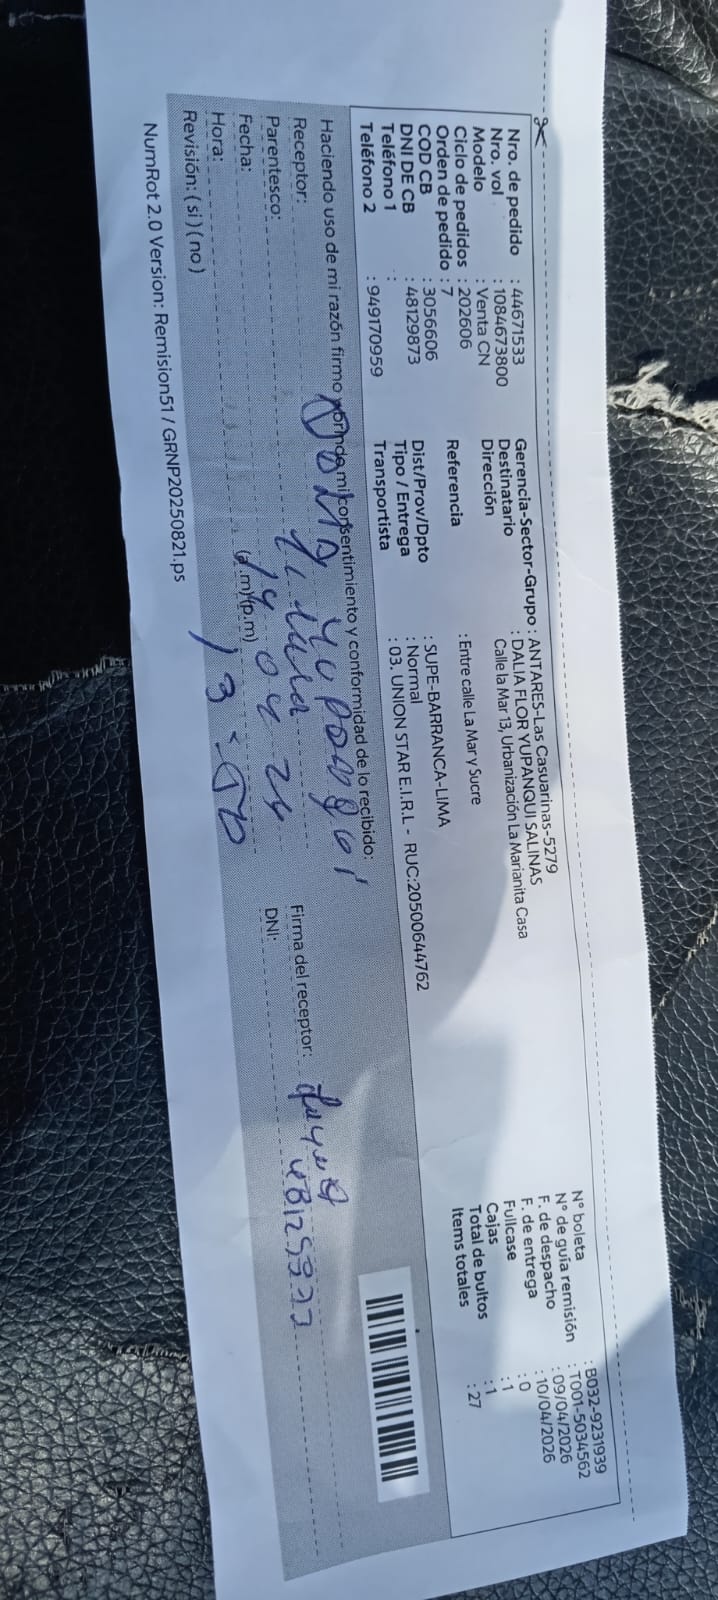 Nro. de pedido : 44671533
Nro. vol : 1084673800
Modelo : Venta CN
Ciclo de pedidos : 202606
Orden de pedido : 7
COD CB : 3056606
DNI DE CB : 48129873
Teléfono 1 :
Teléfono 2 : 949170959
Gerencia-Sector-Grupo : ANTARES-Las Casuarinas-5279
Destinatario : DALIA FLOR YUPANQUI SALINAS
Dirección Calle la Mar 13, Urbanización La Marianita Casa
Referencia : Entre calle La Mar y Sucre
Dist/Prov/Dpto : SUPE-BARRANCA-LIMA
Tipo / Entrega : Normal
Transportista : 03. UNION STAR E.I.R.L - RUC:20500644762
N° boleta : B032-9231939
N° de guía remisión : T001-5034562
F. de despacho : 09/04/2026
F. de entrega : 10/04/2026
Fullcase : 0
Cajas : 1
Total de bultos : 1
Items totales : 27
Haciendo uso de mi razón firmo brindo mi consentimiento y conformidad de lo recibido:
Receptor:
Parentesco:
Fecha:
Hora: (a.m) (p.m) 13:50
Revisión: ( si ) ( no )
Firma del receptor:
DNI:
NumRot 2.0 Version: Remision51 / GRNP20250821.ps